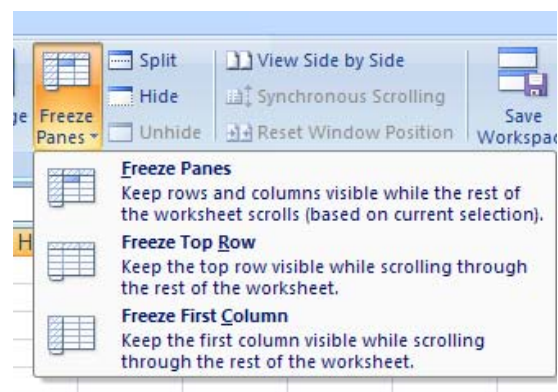 Split
View Side by Side
Hide
Synchronous Scrolling
Freeze
Panes
Unhide
Reset Window Position
Save
Freeze Panes
Keep rows and columns visible while the rest of
the worksheet scrolls (based on current selection).
H
Freeze Top Row
Keep the top row visible while scrolling through
the rest of the worksheet.
Freeze First Column
Keep the first column visible while scrolling
through the rest of the worksheet.